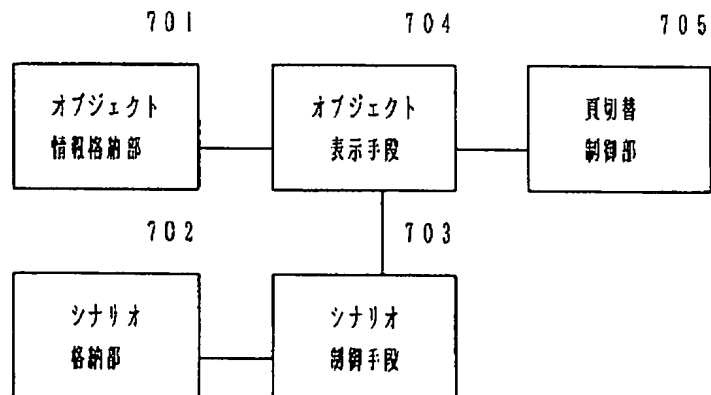 701
704
705
オブジェクト
情報格納部
オブジェクト
表示手段
頁切替
制御部
702
703
シナリオ
格納部
シナリオ
制御手段